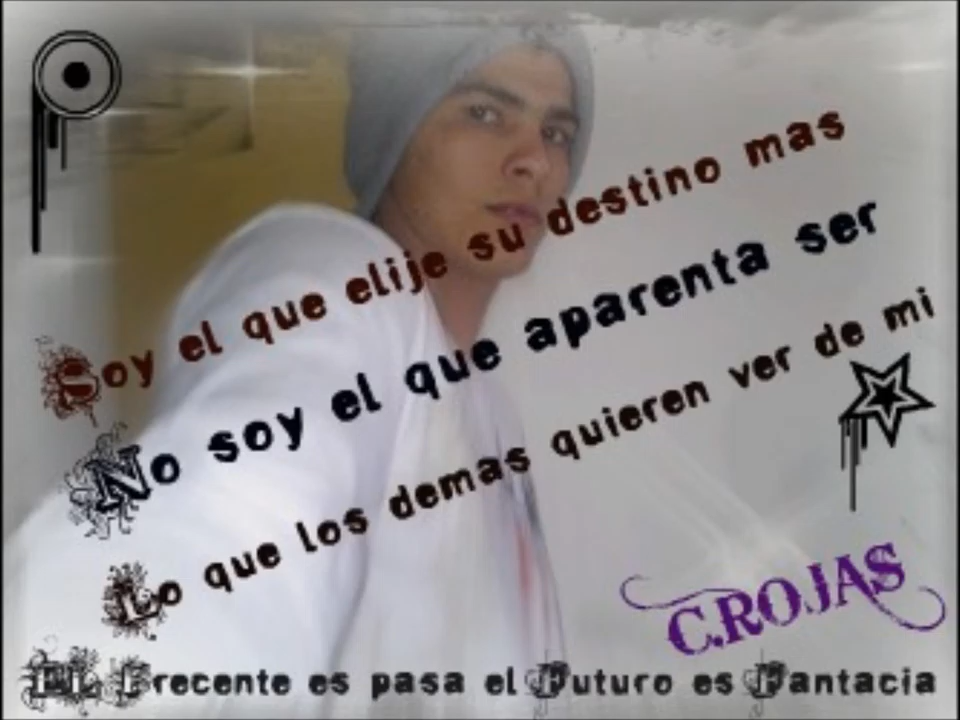 Soy el que elije su destino mas
No soy el que aparenta ser
Lo que los demas quieren ver de mi
C.ROJAS
EL Precente es pasa el Futuro es Fantacia